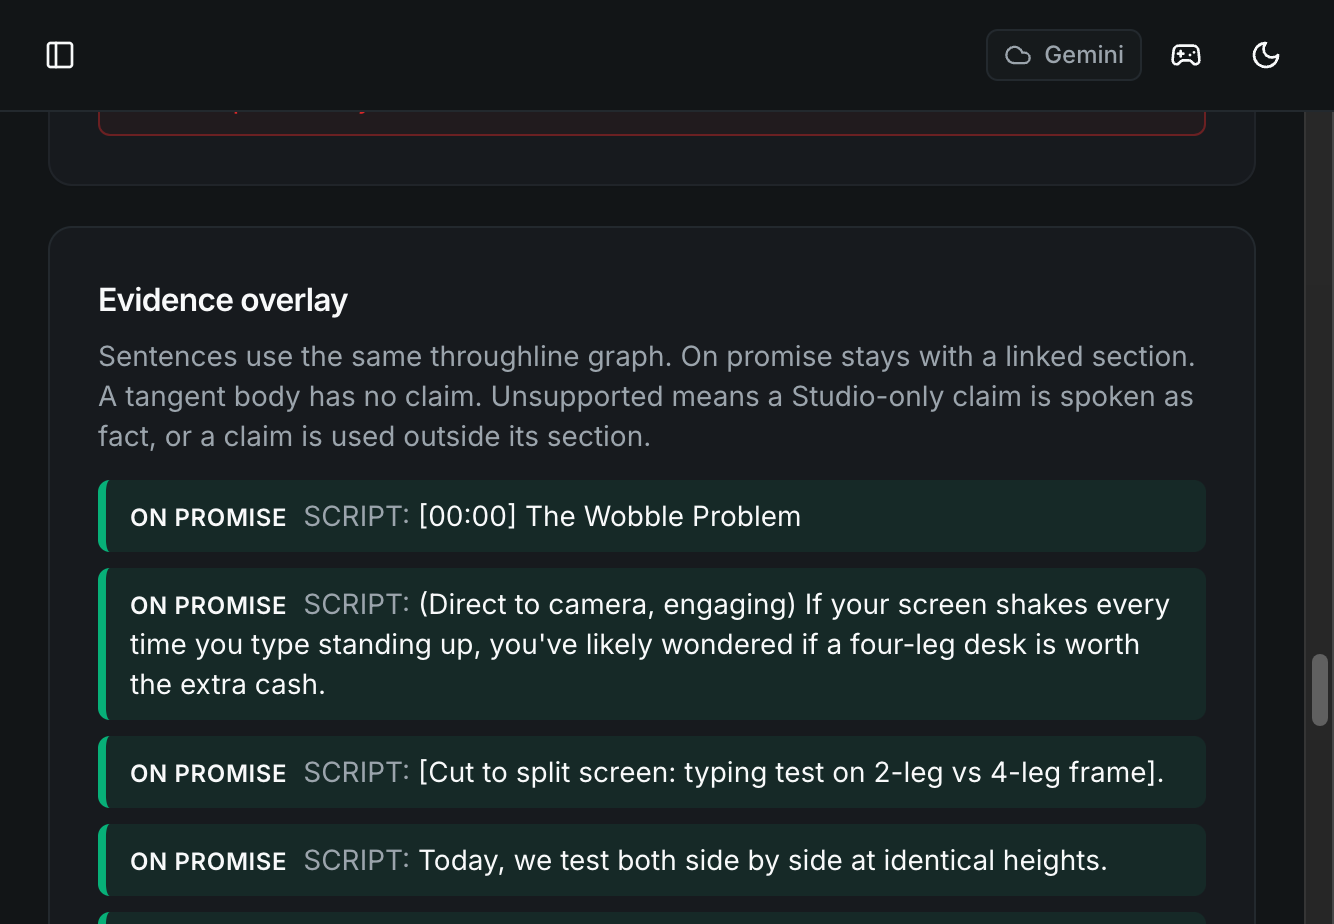 Gemini
Evidence overlay
Sentences use the same throughline graph. On promise stays with a linked section.
A tangent body has no claim. Unsupported means a Studio-only claim is spoken as
fact, or a claim is used outside its section.
ON PROMISE SCRIPT: [00:00] The Wobble Problem
ON PROMISE SCRIPT: (Direct to camera, engaging) If your screen shakes every
time you type standing up, you've likely wondered if a four-leg desk is worth
the extra cash.
ON PROMISE SCRIPT: [Cut to split screen: typing test on 2-leg vs 4-leg frame].
ON PROMISE SCRIPT: Today, we test both side by side at identical heights.